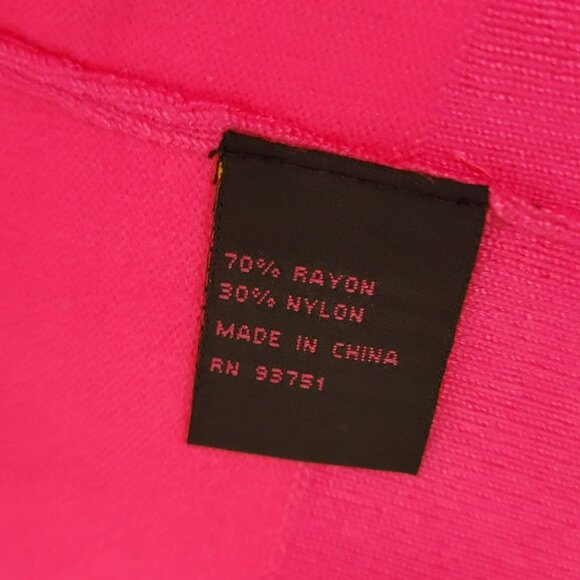 70% RAYON
30% NYLON
MADE IN CHINA
RN 93751